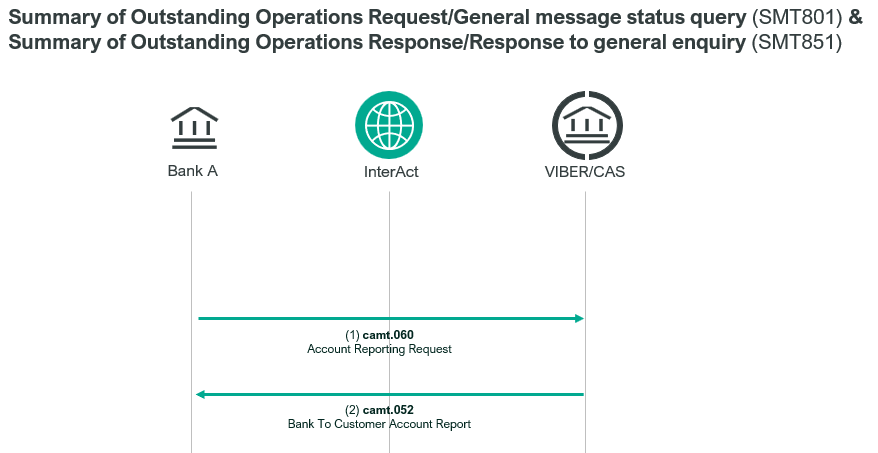 Summary of Outstanding Operations Request/General message status query (SMT801) &
Summary of Outstanding Operations Response/Response to general enquiry (SMT851)
Bank A
InterAct
VIBER/CAS
(1) camt.060
Account Reporting Request
(2) camt.052
Bank To Customer Account Report